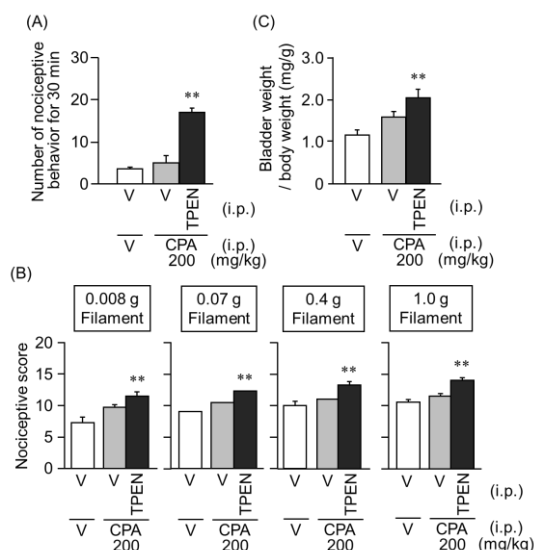 (A)
Number of nociceptive
behavior for 30 min
30
20
10
0
**
V
V
TPEN
(i.p.)
V
CPA
200
(i.p.)
(mg/kg)
(C)
Bladder weight
/ body weight (mg/g)
3.0
2.0
1.0
0
**
V
V
TPEN
(i.p.)
V
CPA
200
(i.p.)
(mg/kg)
(B)
0.008 g
Filament
0.07 g
Filament
0.4 g
Filament
1.0 g
Filament
Nociceptive score
20
15
10
5
0
**
**
**
**
V
V
TPEN
V
V
TPEN
V
V
TPEN
V
V
TPEN
(i.p.)
V
CPA
200
V
CPA
200
V
CPA
200
V
CPA
200
(i.p.)
(mg/kg)